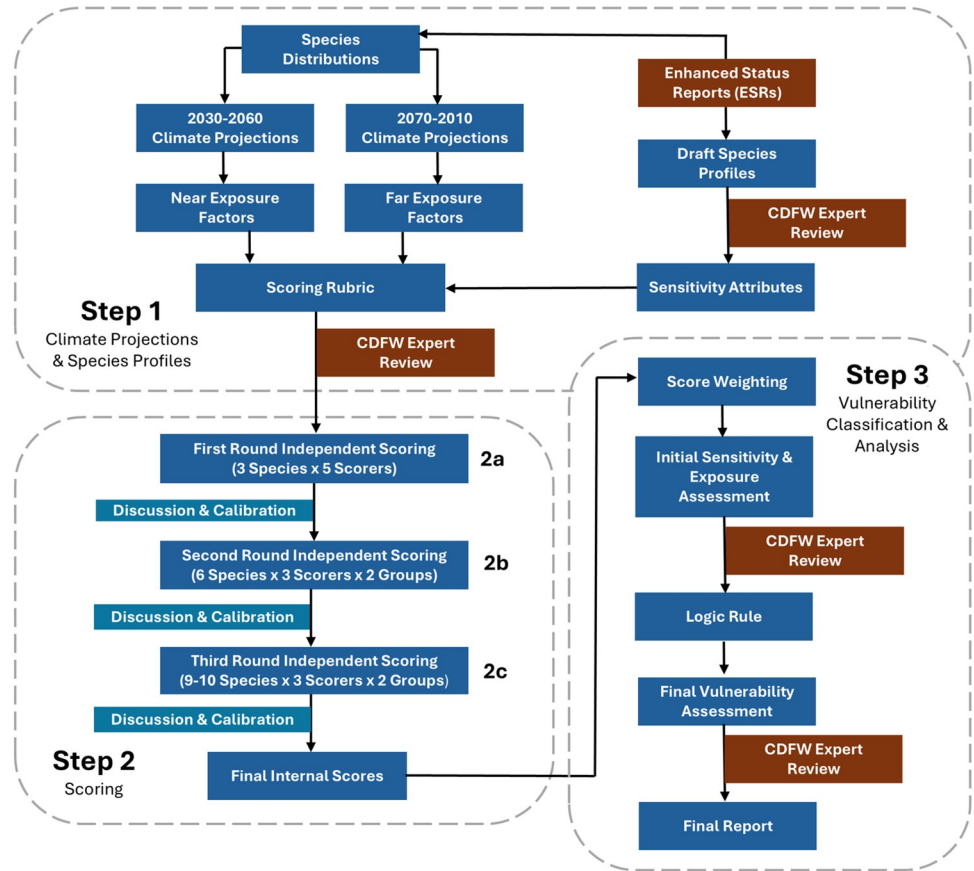 Species
Distributions
Enhanced Status
Reports (ESRs)
2030-2060
Climate Projections
2070-2010
Climate Projections
Draft Species
Profiles
Near Exposure
Factors
Far Exposure
Factors
CDFW Expert
Review
Scoring Rubric
Sensitivity Attributes
Step 1
Climate Projections
& Species Profiles
CDFW Expert
Review
First Round Independent Scoring
(3 Species x 5 Scorers)
2a
Discussion & Calibration
Second Round Independent Scoring
(6 Species x 3 Scorers x 2 Groups)
2b
Discussion & Calibration
Third Round Independent Scoring
(9-10 Species x 3 Scorers x 2 Groups)
2c
Discussion & Calibration
Step 2
Scoring
Final Internal Scores
Score Weighting
Step 3
Vulnerability
Classification &
Analysis
Initial Sensitivity &
Exposure
Assessment
CDFW Expert
Review
Logic Rule
Final Vulnerability
Assessment
CDFW Expert
Review
Final Report